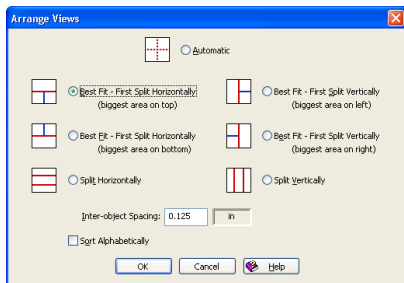 Arrange Views
Automatic
Best Fit - First Split Horizontally
(biggest area on top)
Best Fit - First Split Vertically
(biggest area on left)
Best Fit - First Split Horizontally
(biggest area on bottom)
Best Fit - First Split Vertically
(biggest area on right)
Split Horizontally
Split Vertically
Inter-object Spacing: 0.125 in
Sort Alphabetically
OK Cancel Help